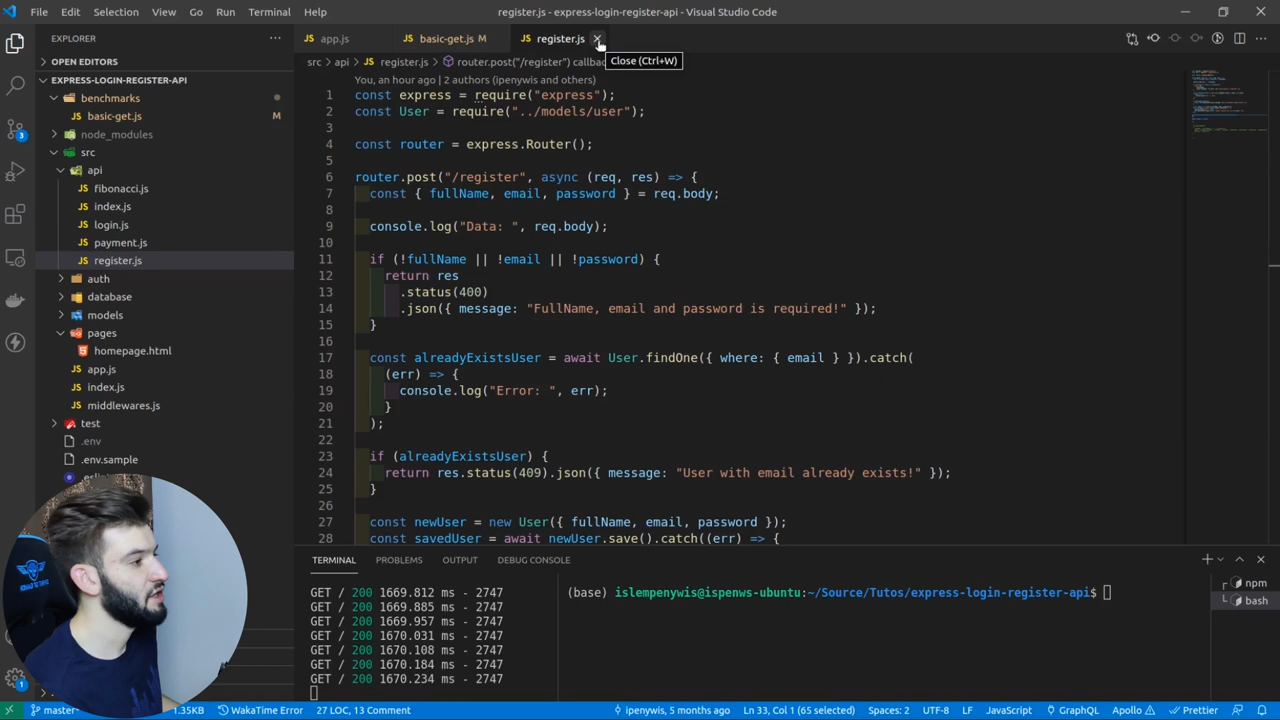 File Edit Selection View Go Run Terminal Help
register.js - express-login-register-api - Visual Studio Code
EXPLORER
OPEN EDITORS
EXPRESS-LOGIN-REGISTER-API
benchmarks
JS basic-get.js M
node_modules
src
api
JS fibonacci.js
JS index.js
JS login.js
JS payment.js
JS register.js
auth
database
models
pages
homepage.html
JS app.js
JS index.js
JS middlewares.js
test
.env
.env.sample
3
1
JS app.js
JS basic-get.js M
JS register.js
Close (Ctrl+W)
src > api > JS register.js > router.post("/register") callba
You, an hour ago | 2 authors (ipenywis and others)
1 const express = require("express");
2 const User = require("../models/user");
3
4 const router = express.Router();
5
6 router.post("/register", async (req, res) => {
7 const { fullName, email, password } = req.body;
8
9 console.log("Data: ", req.body);
10
11 if (!fullName || !email || !password) {
12 return res
13 .status(400)
14 .json({ message: "FullName, email and password is required!" });
15 }
16
17 const alreadyExistsUser = await User.findOne({ where: { email } }).catch(
18 (err) => {
19 console.log("Error: ", err);
20 }
21 );
22
23 if (alreadyExistsUser) {
24 return res.status(409).json({ message: "User with email already exists!" });
25 }
26
27 const newUser = new User({ fullName, email, password });
28 const savedUser = await newUser.save().catch((err) => {
TERMINAL PROBLEMS OUTPUT DEBUG CONSOLE
GET / 200 1669.812 ms - 2747
GET / 200 1669.885 ms - 2747
GET / 200 1669.957 ms - 2747
GET / 200 1670.031 ms - 2747
GET / 200 1670.108 ms - 2747
GET / 200 1670.184 ms - 2747
GET / 200 1670.234 ms - 2747
(base) islempenywis@ispenws-ubuntu:~/Source/Tutos/express-login-register-api$
npm
bash
master 1.35KB WakaTime Error 27 LOC, 13 Comment
ipenywis, 5 months ago Ln 33, Col 1 (65 selected) Spaces: 2 UTF-8 LF JavaScript GraphQL Apollo Prettier